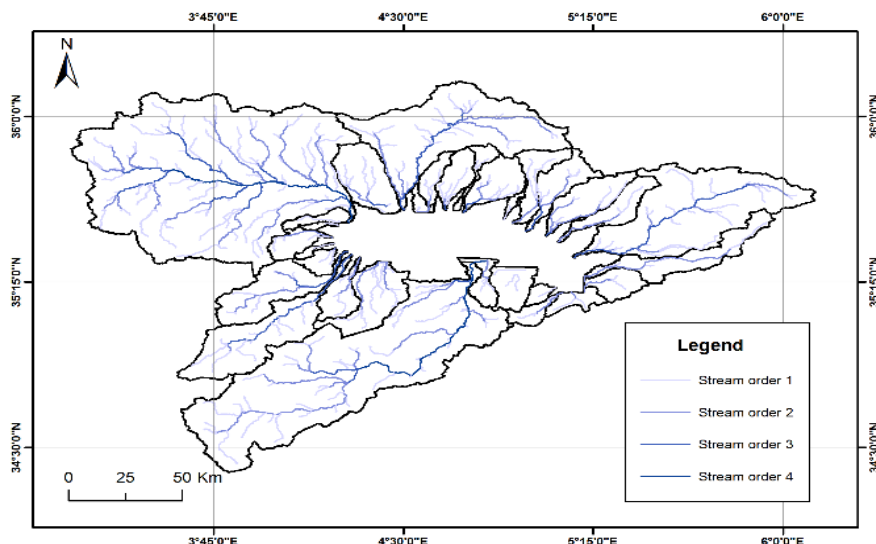 3°45'0"E 4°30'0"E 5°15'0"E 6°0'0"E
N
36°0'0"N 36°0'0"N
35°15'0"N 35°15'0"N
Legend
Stream order 1
Stream order 2
Stream order 3
Stream order 4
34°30'0"N 34°30'0"N
0 25 50 Km
3°45'0"E 4°30'0"E 5°15'0"E 6°0'0"E